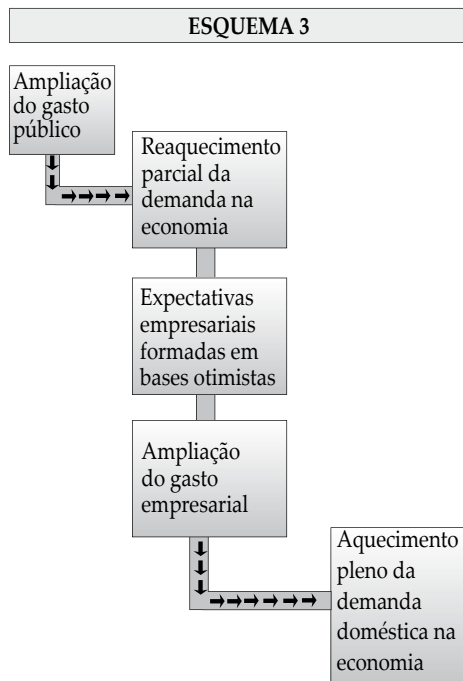 ESQUEMA 3
Ampliação
do gasto
público
Reaquecimento
parcial da
demanda na
economia
Expectativas
empresariais
formadas em
bases otimistas
Ampliação
do gasto
empresarial
Aquecimento
pleno da
demanda
doméstica na
economia